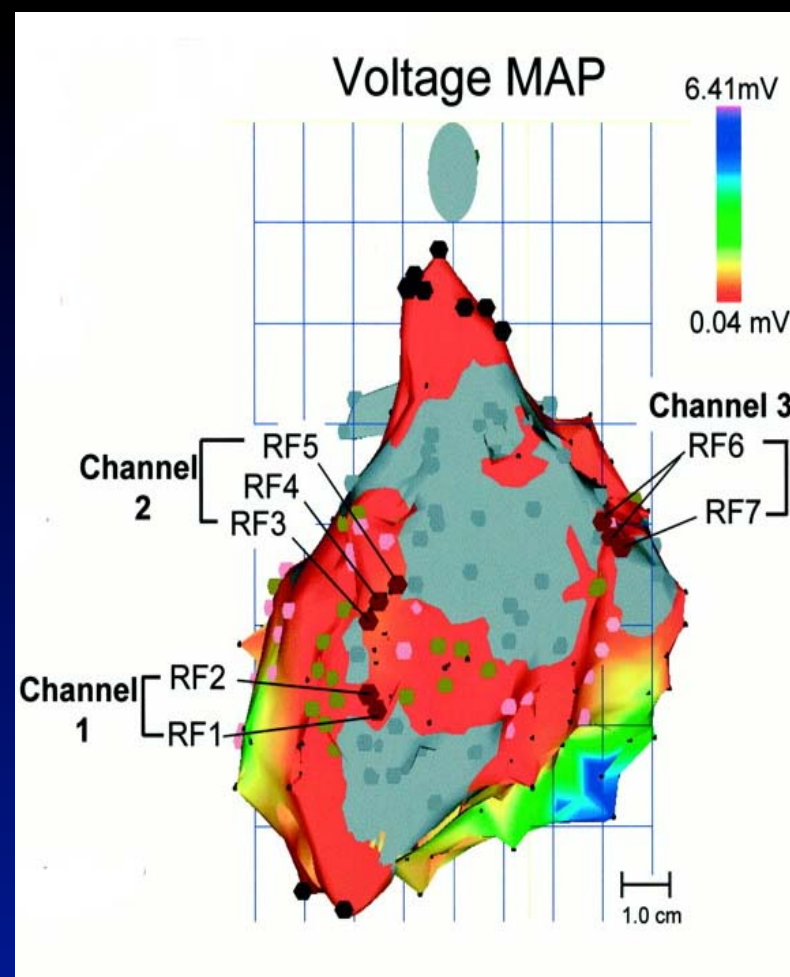 Voltage MAP
6.41mV
0.04 mV
Channel 3
RF6
RF7
RF5
Channel
2
RF4
RF3
RF2
Channel
1
RF1
1.0 cm